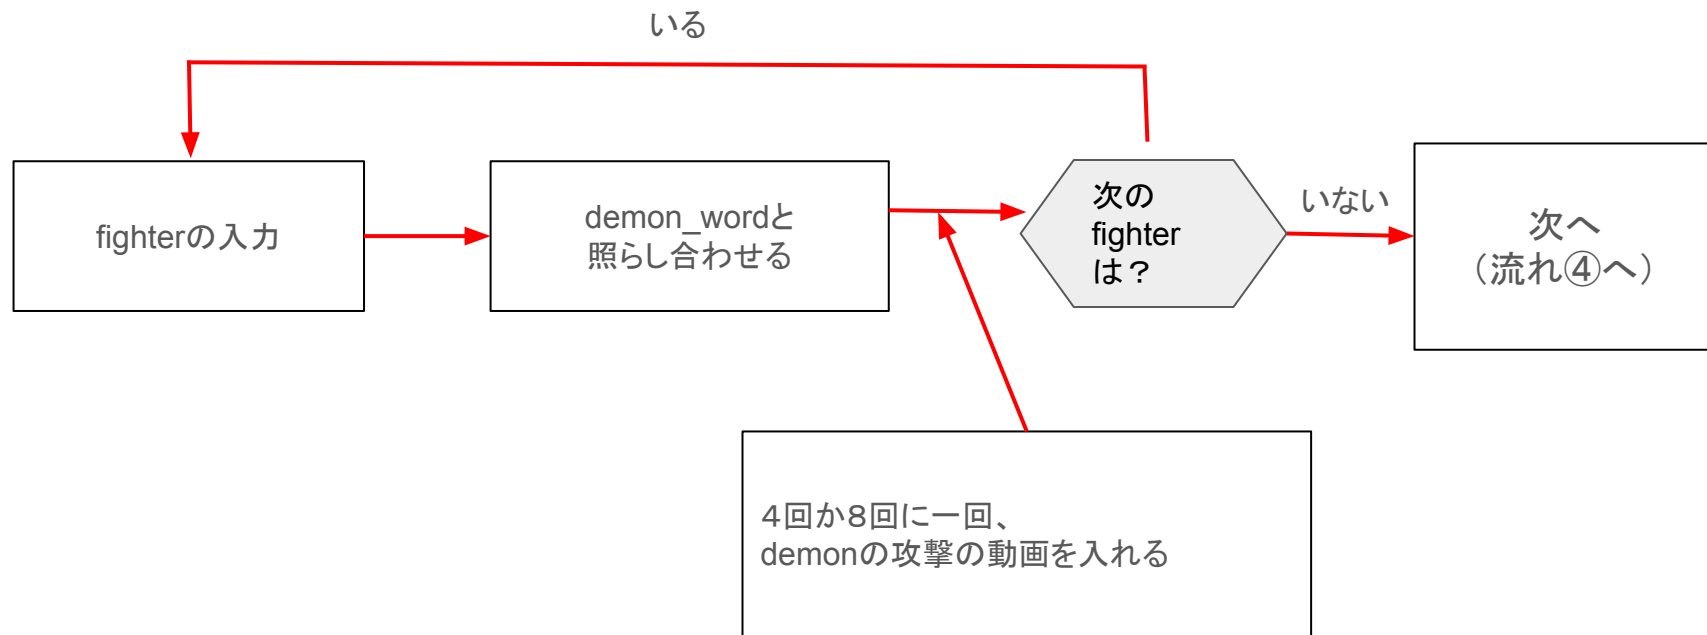 いる
fighterの入力
demon_wordと
照らし合わせる
次の
fighter
は？
いない
次へ
（流れ④へ）
４回か８回に一回、
demonの攻撃の動画を入れる